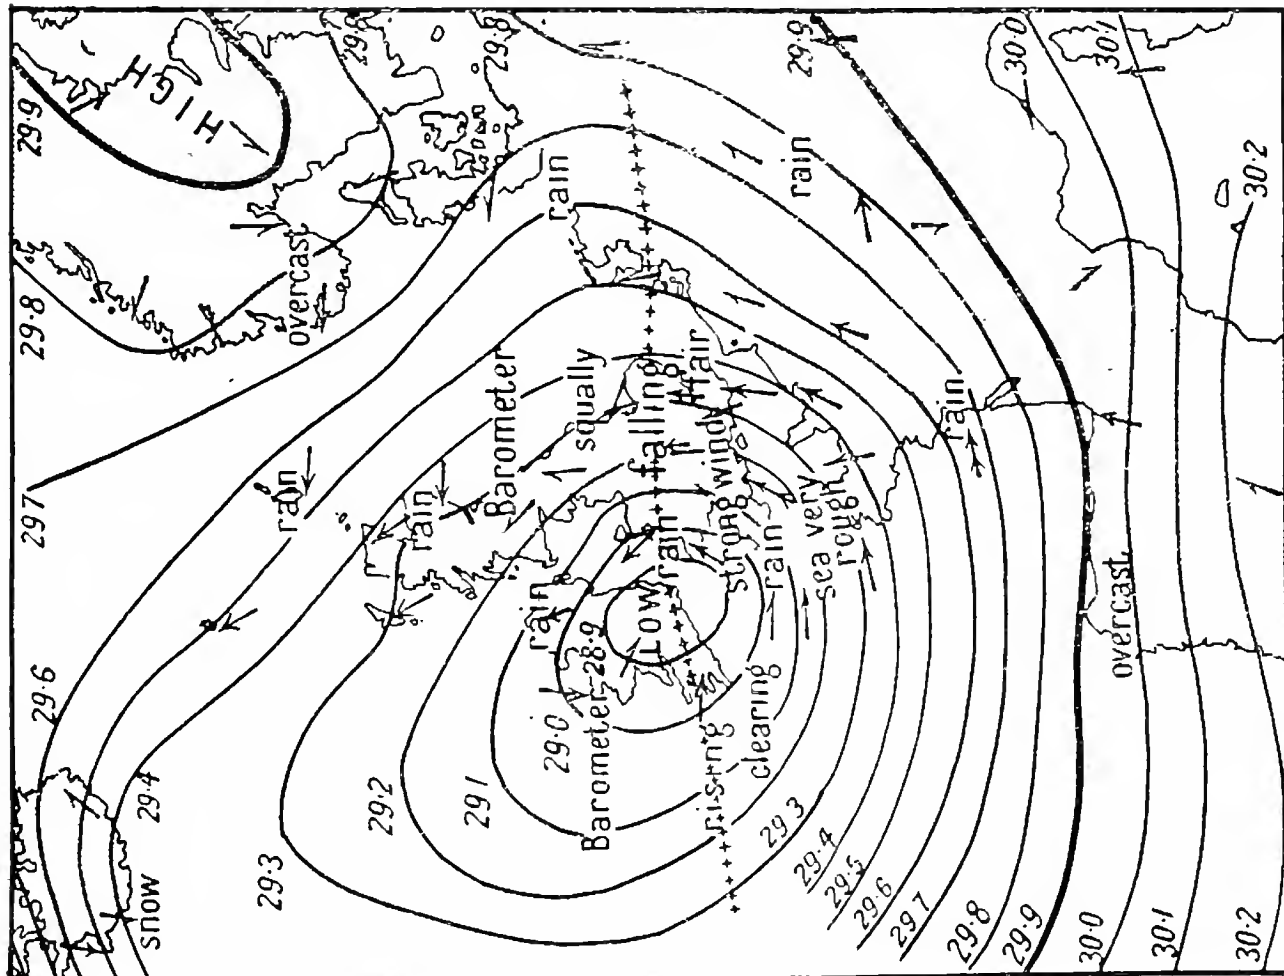 29.6
29.7
29.8
29.9
snow
29.4
HIGH
29.3
rain
overcast
29.2
rain
29.1
Barometer
29.8
rain
29.0
rain
squally
Barometer 28.9
LOW
falling
rain
rising
fair
strong wind
clearing
rain
29.3
rain
29.9
29.4
sea very
rough
29.5
29.6
29.7
rain
29.8
29.9
30.0
30.0
30.1
overcast
30.1
30.2
30.2